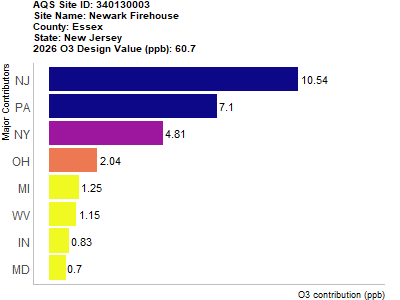 AQS Site ID: 340130003
Site Name: Newark Firehouse
County: Essex
State: New Jersey
2026 O3 Design Value (ppb): 60.7
Major Contributors
NJ 10.54
PA 7.1
NY 4.81
OH 2.04
MI 1.25
WV 1.15
IN 0.83
MD 0.7
O3 contribution (ppb)